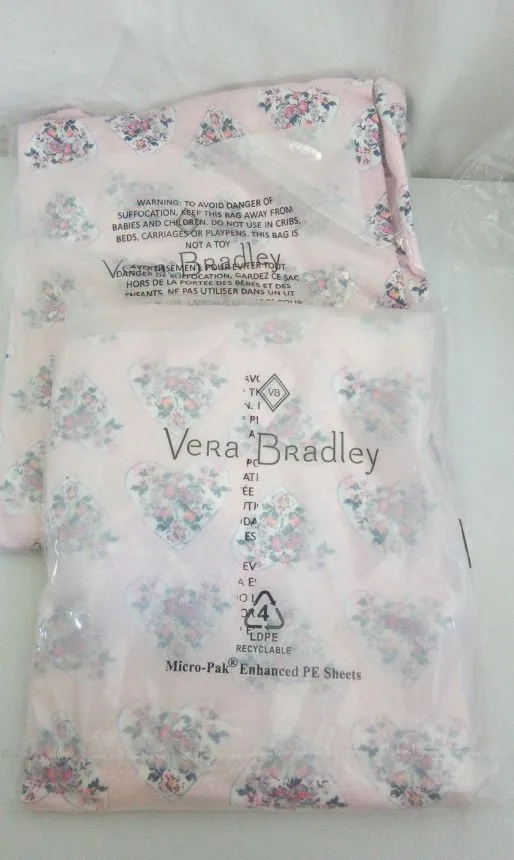 WARNING: TO AVOID DANGER OF
SUFFOCATION, KEEP THIS BAG AWAY FROM
BABIES AND CHILDREN. DO NOT USE IN CRIBS,
BEDS, CARRIAGES OR PLAYPENS. THIS BAG IS
NOT A TOY
Vera Bradley
AVERTISSEMENT: POUR ÉVITER TOUT
DANGER DE SUFFOCATION, GARDEZ CE SAC
HORS DE LA PORTÉE DES BÉBÉS ET DES
ENFANTS. NE PAS UTILISER DANS UN LIT
VB
Vera Bradley
4
LDPE
RECYCLABLE
Micro-Pak® Enhanced PE Sheets